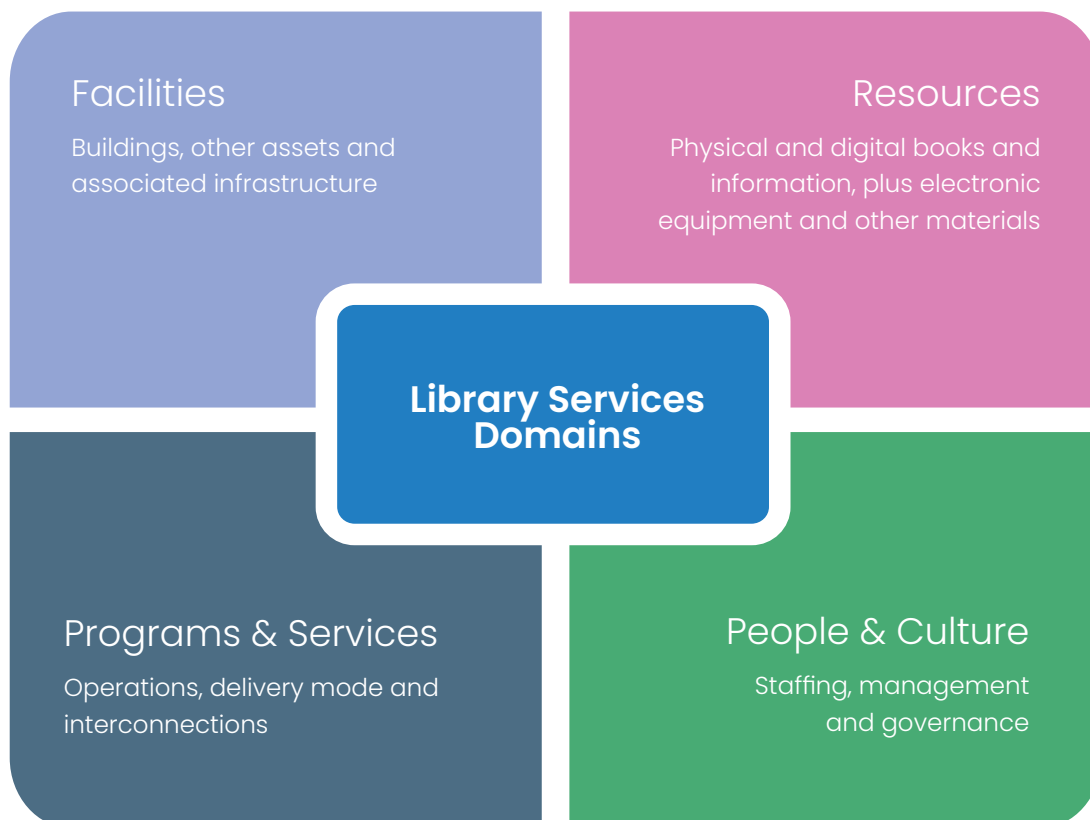 Facilities
Buildings, other assets and
associated infrastructure
Resources
Physical and digital books and
information, plus electronic
equipment and other materials
Library Services
Domains
Programs & Services
Operations, delivery mode and
interconnections
People & Culture
Staffing, management
and governance